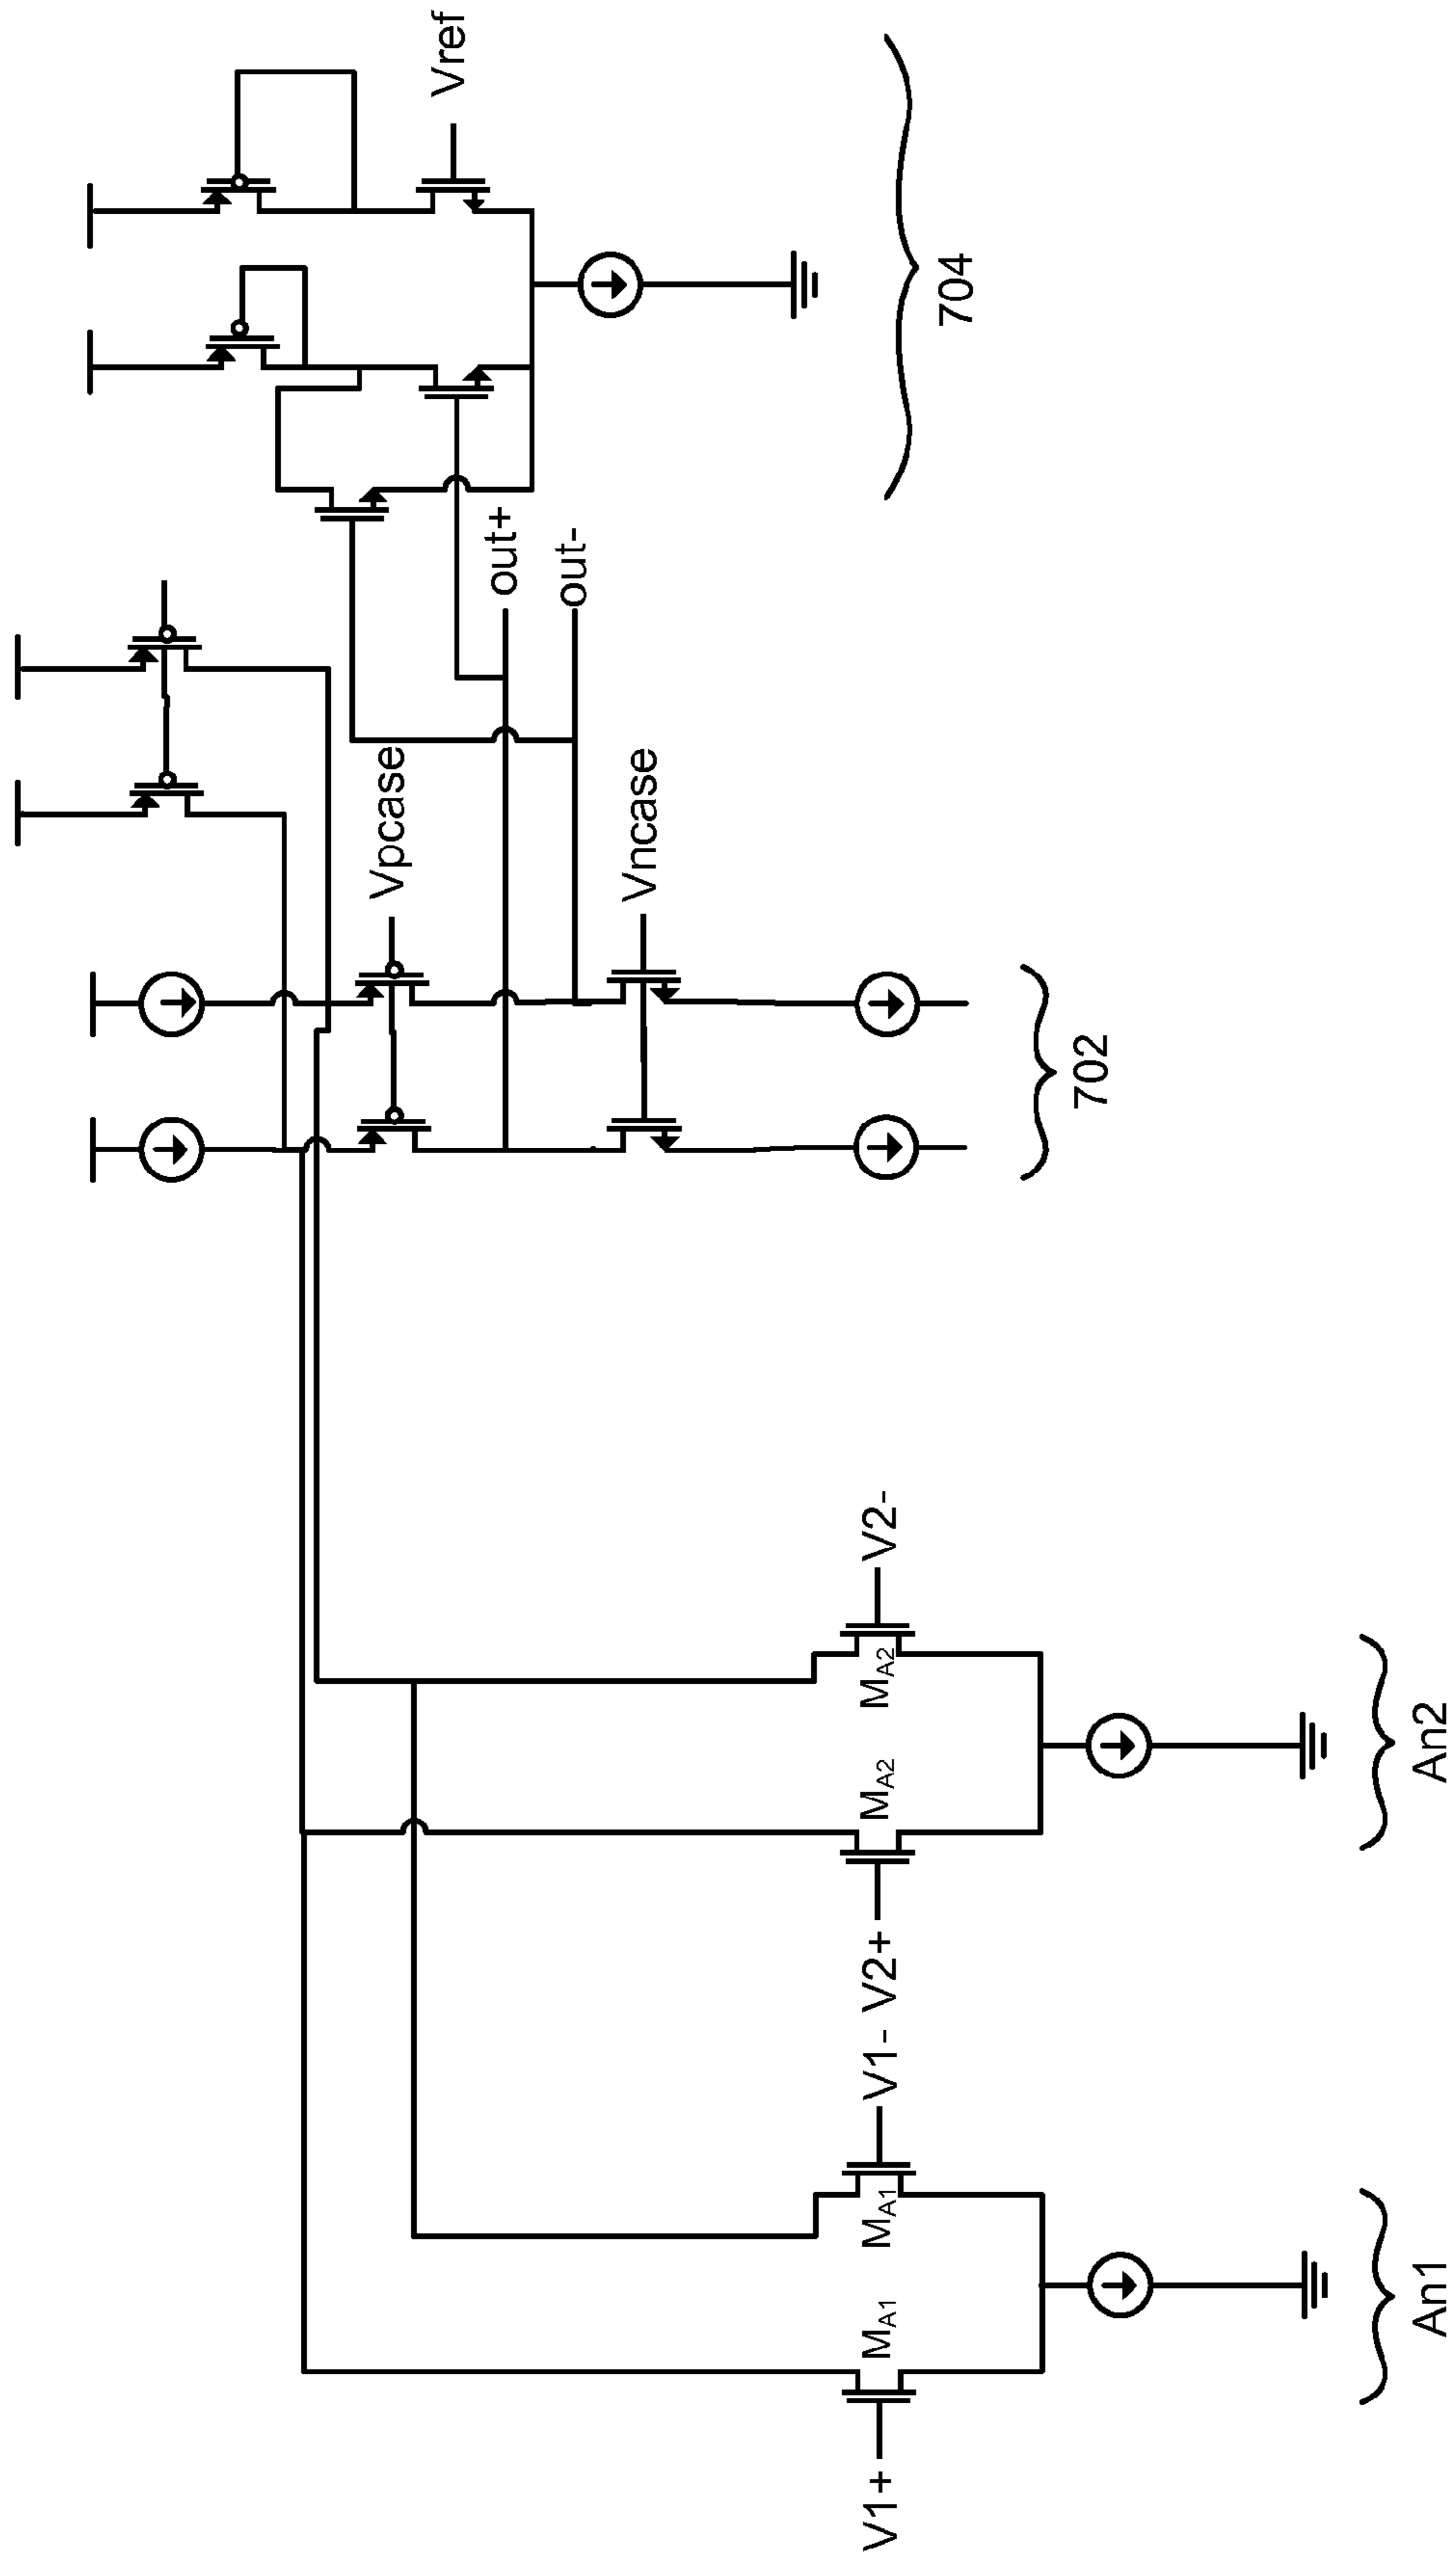 Vref
704
out+
out-
Vpcase
Vncase
702
V2-
MA2
MA2
V2+
An2
V1-
MA1
MA1
V1+
An1